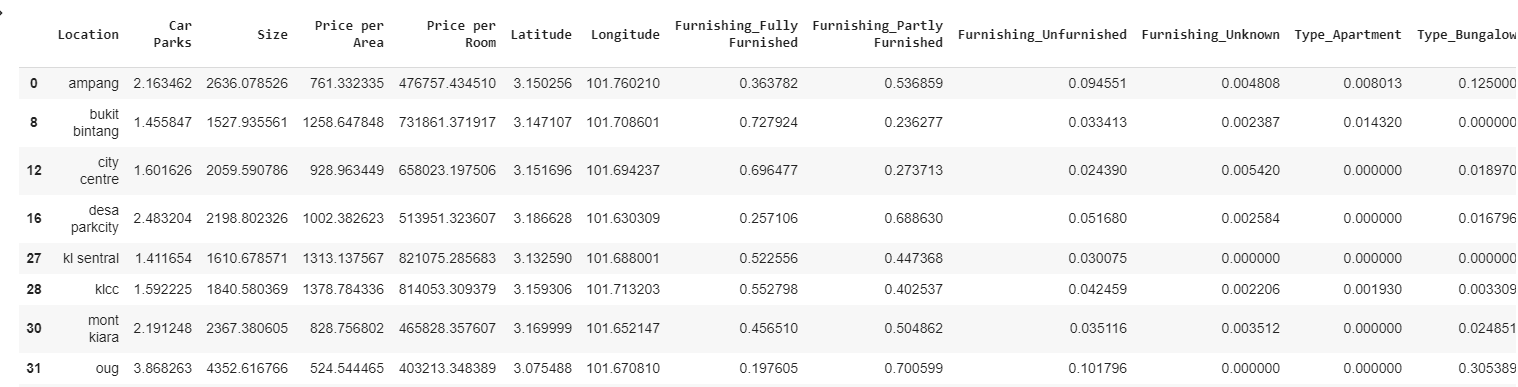 Location Car Parks Size Price per Area Price per Room Latitude Longitude Furnishing_Fully Furnished Furnishing_Partly Furnished Furnishing_Unfurnished Furnishing_Unknown Type_Apartment Type_Bungalow
0 ampang 2.163462 2636.078526 761.332335 476757.434510 3.150256 101.760210 0.363782 0.536859 0.094551 0.004808 0.008013 0.125000
8 bukit bintang 1.455847 1527.935561 1258.647848 731861.371917 3.147107 101.708601 0.727924 0.236277 0.033413 0.002387 0.014320 0.000000
12 city centre 1.601626 2059.590786 928.963449 658023.197506 3.151696 101.694237 0.696477 0.273713 0.024390 0.005420 0.000000 0.018970
16 desa parkcity 2.483204 2198.802326 1002.382623 513951.323607 3.186628 101.630309 0.257106 0.688630 0.051680 0.002584 0.000000 0.016796
27 kl sentral 1.411654 1610.678571 1313.137567 821075.285683 3.132590 101.688001 0.522556 0.447368 0.030075 0.000000 0.000000 0.000000
28 klcc 1.592225 1840.580369 1378.784336 814053.309379 3.159306 101.713203 0.552798 0.402537 0.042459 0.002206 0.001930 0.003309
30 mont kiara 2.191248 2367.380605 828.756802 465828.357607 3.169999 101.652147 0.456510 0.504862 0.035116 0.003512 0.000000 0.024851
31 oug 3.868263 4352.616766 524.544465 403213.348389 3.075488 101.670810 0.197605 0.700599 0.101796 0.000000 0.000000 0.305389